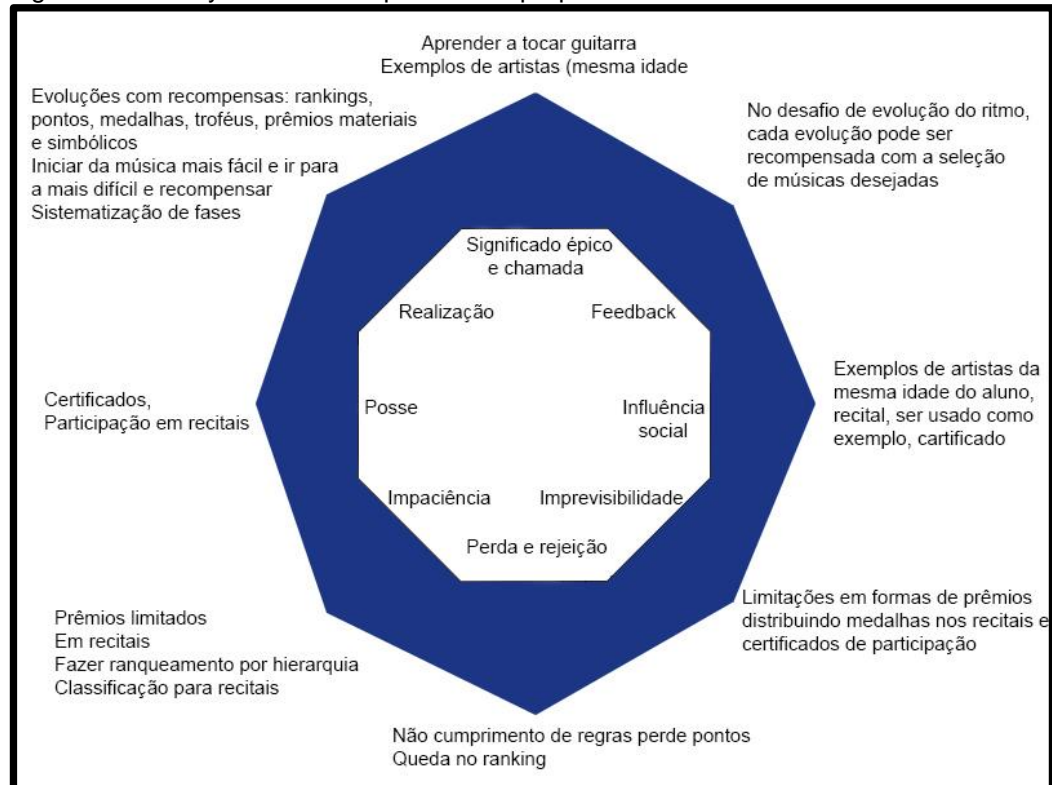 Aprender a tocar guitarra
Exemplos de artistas (mesma idade
Evoluções com recompensas: rankings,
pontos, medalhas, troféus, prêmios materiais
e simbólicos
Iniciar da música mais fácil e ir para
a mais difícil e recompensar
Sistematização de fases
No desafio de evolução do ritmo,
cada evolução pode ser
recompensada com a seleção
de músicas desejadas
Significado épico
e chamada
Realização
Feedback
Certificados,
Participação em recitais
Posse
Influência
social
Exemplos de artistas da
mesma idade do aluno,
recital, ser usado como
exemplo, cartificado
Impaciência
Imprevisibilidade
Perda e rejeição
Prêmios limitados
Em recitais
Fazer ranqueamento por hierarquia
Classificação para recitais
Limitações em formas de prêmios
distribuindo medalhas nos recitais e
certificados de participação
Não cumprimento de regras perde pontos
Queda no ranking